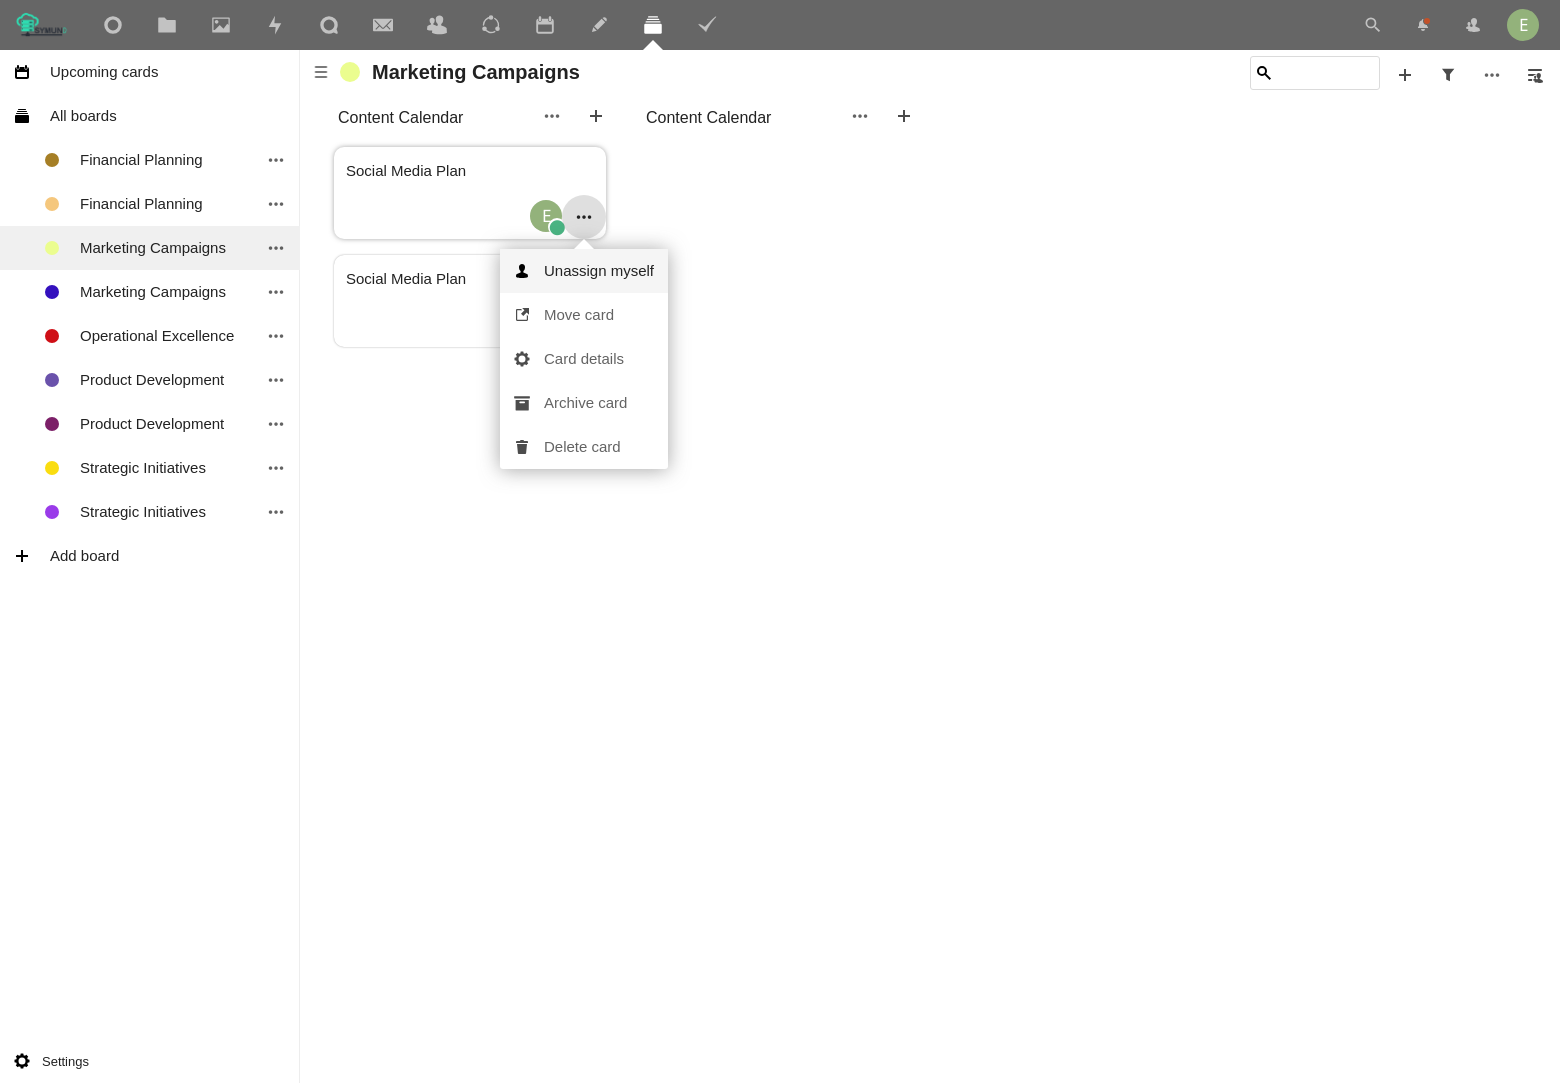 E
Upcoming cards
All boards
Financial Planning
Financial Planning
Marketing Campaigns
Marketing Campaigns
Operational Excellence
Product Development
Product Development
Strategic Initiatives
Strategic Initiatives
Add board
Settings
Marketing Campaigns
Content Calendar
Content Calendar
Social Media Plan
E
Social Media Plan
Unassign myself
Move card
Card details
Archive card
Delete card